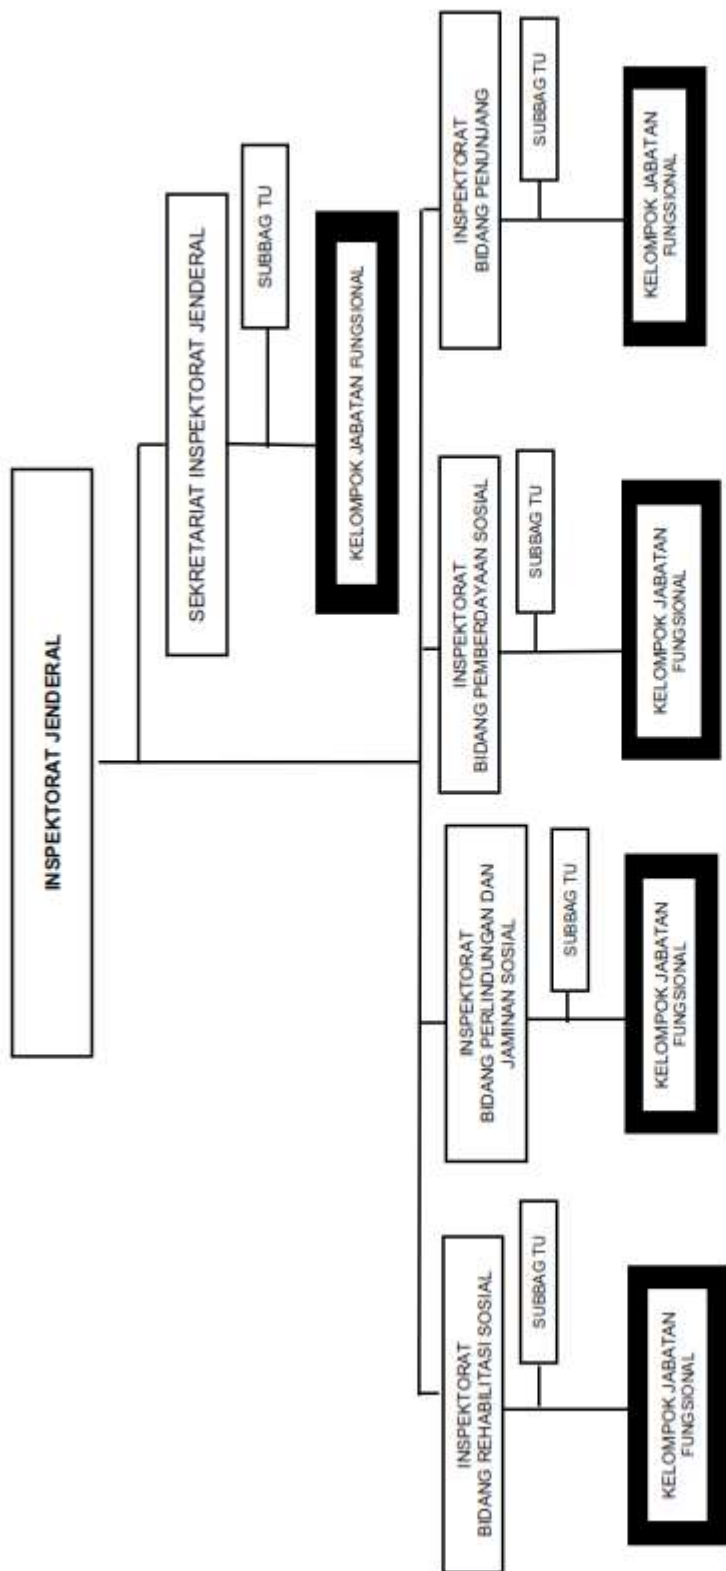 INSPEKTORAT JENDERAL
SEKRETARIAT INSPEKTORAT JENDERAL
SUBBAG TU
KELOMPOK JABATAN FUNGSIONAL
INSPEKTORAT
BIDANG REHABILITASI SOSIAL
SUBBAG TU
KELOMPOK JABATAN
FUNGSIONAL
INSPEKTORAT
BIDANG PERLINDUNGAN DAN
JAMINAN SOSIAL
SUBBAG TU
KELOMPOK JABATAN
FUNGSIONAL
INSPEKTORAT
BIDANG PEMBERDAYAAN SOSIAL
SUBBAG TU
KELOMPOK JABATAN
FUNGSIONAL
INSPEKTORAT
BIDANG PENUNJANG
SUBBAG TU
KELOMPOK JABATAN
FUNGSIONAL